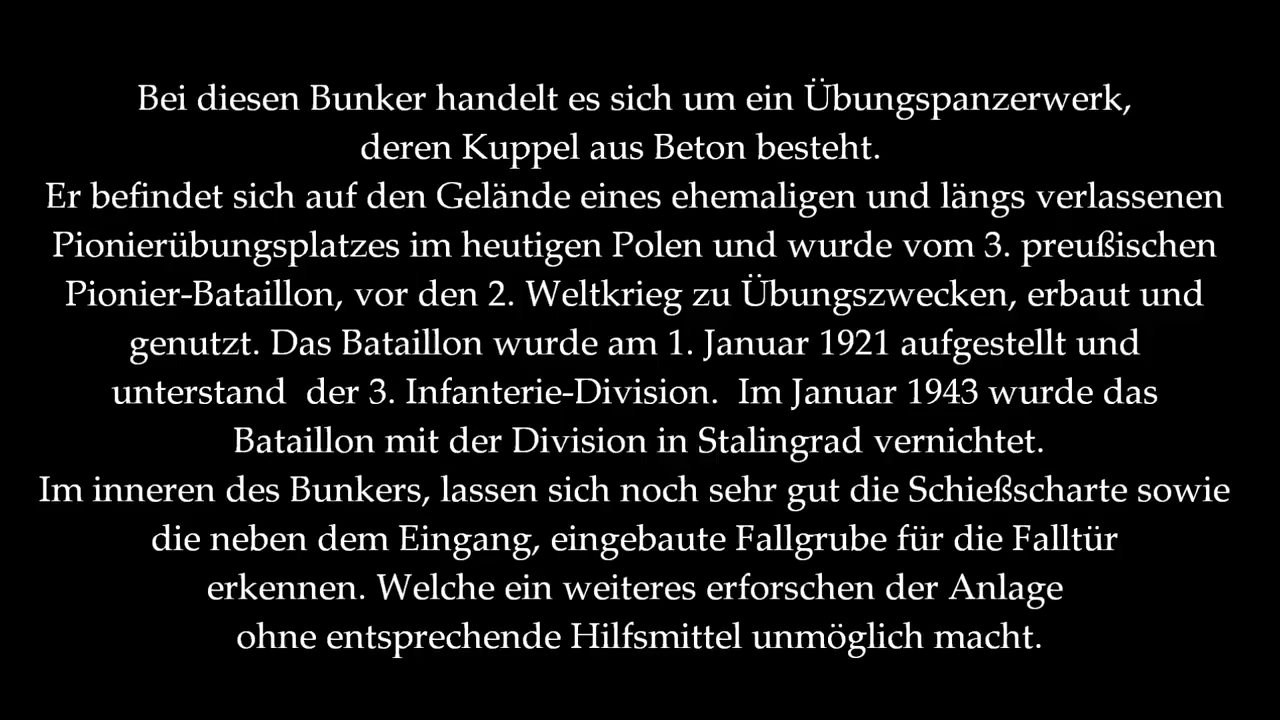 Bei diesen Bunker handelt es sich um ein Übungspanzerwerk,
deren Kuppel aus Beton besteht.
Er befindet sich auf den Gelände eines ehemaligen und längs verlassenen
Pionierübungsplatzes im heutigen Polen und wurde vom 3. preußischen
Pionier-Bataillon, vor den 2. Weltkrieg zu Übungszwecken, erbaut und
genutzt. Das Bataillon wurde am 1. Januar 1921 aufgestellt und
unterstand der 3. Infanterie-Division. Im Januar 1943 wurde das
Bataillon mit der Division in Stalingrad vernichtet.
Im inneren des Bunkers, lassen sich noch sehr gut die Schießscharte sowie
die neben dem Eingang, eingebaute Fallgrube für die Falltür
erkennen. Welche ein weiteres erforschen der Anlage
ohne entsprechende Hilfsmittel unmöglich macht.